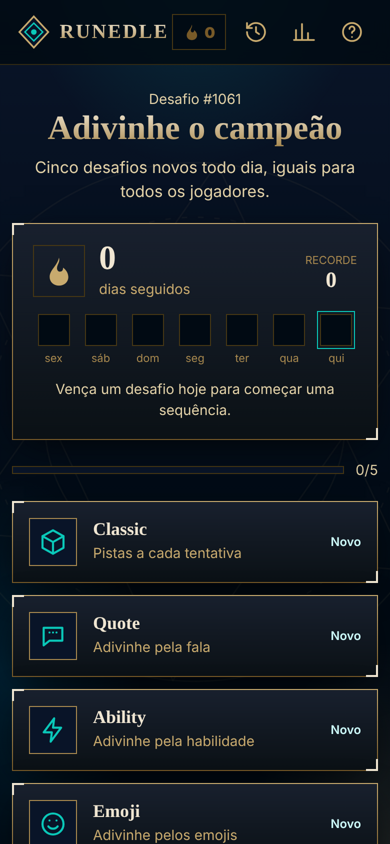 RUNEDLE
0
Desafio #1061
Adivinhe o campeão
Cinco desafios novos todo dia, iguais para
todos os jogadores.
0
dias seguidos
RECORDE
0
sex
sáb
dom
seg
ter
qua
qui
Vença um desafio hoje para começar uma
sequência.
0/5
Classic
Pistas a cada tentativa
Novo
Quote
Adivinhe pela fala
Novo
Ability
Adivinhe pela habilidade
Novo
Emoji
Adivinhe pelos emojis
Novo